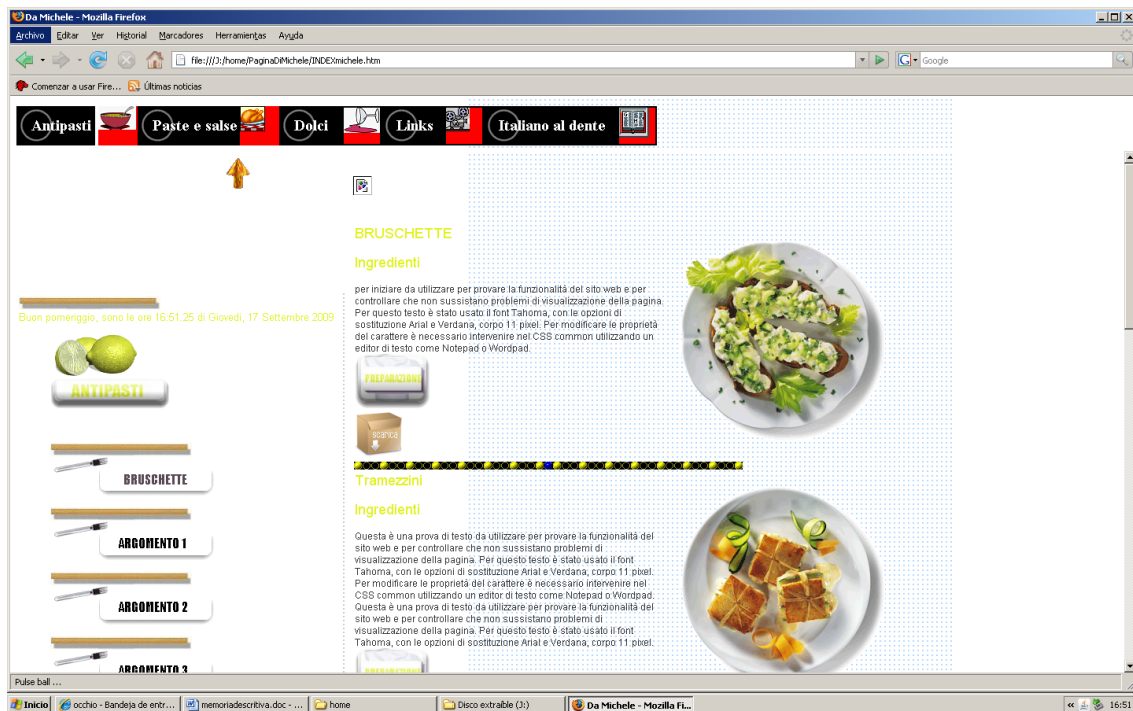 Da Michele - Mozilla Firefox
Archivo Editar Ver Historial Marcadores Herramientas Ayuda
file:///J:/home/PaginaDiMichele/INDEXmichele.htm
Google
Comenzar a usar Fire... Últimas noticias
Antipasti Paste e salse Dolci Links Italiano al dente
BRUSCHETTE
Ingredienti
per iniziare da utilizzare per provare la funzionalità del sito web e per
controllare che non sussistano problemi di visualizzazione della pagina.
Per questo testo è stato usato il font Tahoma, con le opzioni di
sostituzione Arial e Verdana, corpo 11 pixel. Per modificare le proprietà
del carattere è necessario intervenire nel CSS common utilizzando un
editor di testo come Notepad o Wordpad.
PREPARAZIONE
scarica
Buon pomeriggio, sono le ore 16:51:25 di Giovedi, 17 Settembre 2009
ANTIPASTI
BRUSCHETTE
ARGOMENTO 1
ARGOMENTO 2
ARGOMENTO 3
Tramezzini
Ingredienti
Questa è una prova di testo da utilizzare per provare la funzionalità del
sito web e per controllare che non sussistano problemi di
visualizzazione della pagina. Per questo testo è stato usato il font
Tahoma, con le opzioni di sostituzione Arial e Verdana, corpo 11 pixel.
Per modificare le proprietà del carattere è necessario intervenire nel
CSS common utilizzando un editor di testo come Notepad o Wordpad.
Questa è una prova di testo da utilizzare per provare la funzionalità del
sito web e per controllare che non sussistano problemi di
visualizzazione della pagina. Per questo testo è stato usato il font
Tahoma, con le opzioni di sostituzione Arial e Verdana, corpo 11 pixel.
PREPARAZIONE
Pulse ball ...
Inicio occhio - Bandeja de entr... memoriadescritiva.doc - ... home Disco extraíble (J:) Da Michele - Mozilla Fi... 16:51